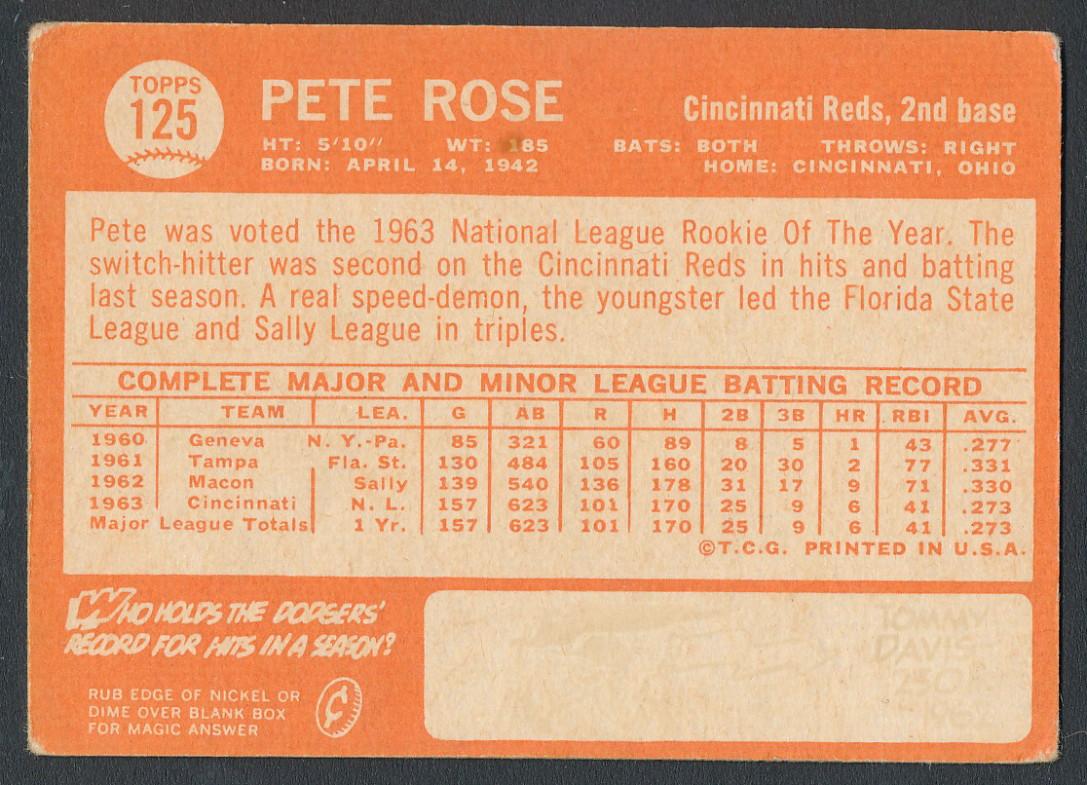 TOPPS
125
PETE ROSE
Cincinnati Reds, 2nd base
HT: 5'10" WT: 185 BATS: BOTH THROWS: RIGHT
BORN: APRIL 14, 1942 HOME: CINCINNATI, OHIO
Pete was voted the 1963 National League Rookie Of The Year. The
switch-hitter was second on the Cincinnati Reds in hits and batting
last season. A real speed-demon, the youngster led the Florida State
League and Sally League in triples.
COMPLETE MAJOR AND MINOR LEAGUE BATTING RECORD
YEAR TEAM LEA. G AB R H 2B 3B HR RBI AVG.
1960 Geneva N. Y.-Pa. 85 321 60 89 8 5 1 43 .277
1961 Tampa Fla. St. 130 484 105 160 20 30 2 77 .331
1962 Macon Sally 139 540 136 178 31 17 9 71 .330
1963 Cincinnati N. L. 157 623 101 170 25 9 6 41 .273
Major League Totals 1 Yr. 157 623 101 170 25 9 6 41 .273
©T.C.G. PRINTED IN U.S.A.
WHO HOLDS THE DODGERS'
RECORD FOR HITS IN A SEASON?
RUB EDGE OF NICKEL OR
DIME OVER BLANK BOX
FOR MAGIC ANSWER
¢
TOMMY
DAVIS-
230